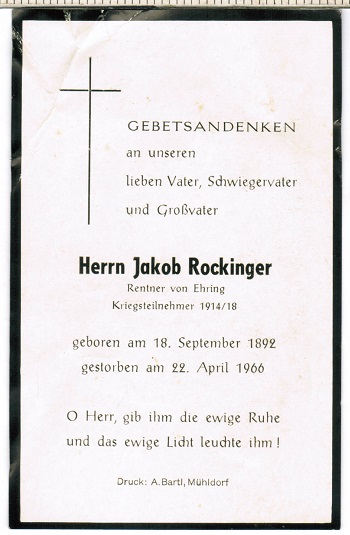 GEBETSANDENKEN
an unseren
lieben Vater, Schwiegervater
und Großvater
Herrn Jakob Rockinger
Rentner von Ehring
Kriegsteilnehmer 1914/18
geboren am 18. September 1892
gestorben am 22. April 1966
O Herr, gib ihm die ewige Ruhe
und das ewige Licht leuchte ihm!
Druck: A. Bartl, Mühldorf